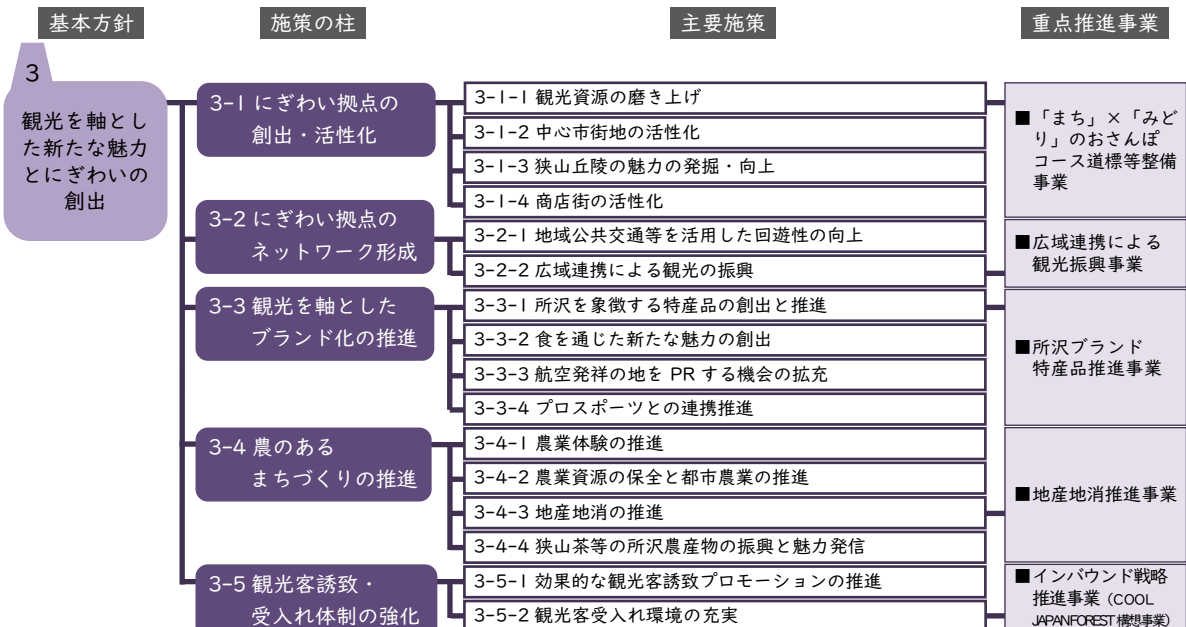 基本方針
施策の柱
主要施策
重点推進事業
3
観光を軸とし
た新たな魅力
とにぎわいの
創出
3-1 にぎわい拠点の
創出・活性化
3-1-1 観光資源の磨き上げ
3-1-2 中心市街地の活性化
3-1-3 狭山丘陵の魅力の発掘・向上
3-1-4 商店街の活性化
■「まち」×「みど
り」のおさんぽ
コース道標等整備
事業
3-2 にぎわい拠点の
ネットワーク形成
3-2-1 地域公共交通等を活用した回遊性の向上
3-2-2 広域連携による観光の振興
■広域連携による
観光振興事業
3-3 観光を軸とした
ブランド化の推進
3-3-1 所沢を象徴する特産品の創出と推進
3-3-2 食を通じた新たな魅力の創出
3-3-3 航空発祥の地を PR する機会の拡充
3-3-4 プロスポーツとの連携推進
■所沢ブランド
特産品推進事業
3-4 農のある
まちづくりの推進
3-4-1 農業体験の推進
3-4-2 農業資源の保全と都市農業の推進
3-4-3 地産地消の推進
3-4-4 狭山茶等の所沢農産物の振興と魅力発信
■地産地消推進事業
3-5 観光客誘致・
受入れ体制の強化
3-5-1 効果的な観光客誘致プロモーションの推進
3-5-2 観光客受入れ環境の充実
■インバウンド戦略
推進事業（COOL
JAPAN FOREST 構想事業）